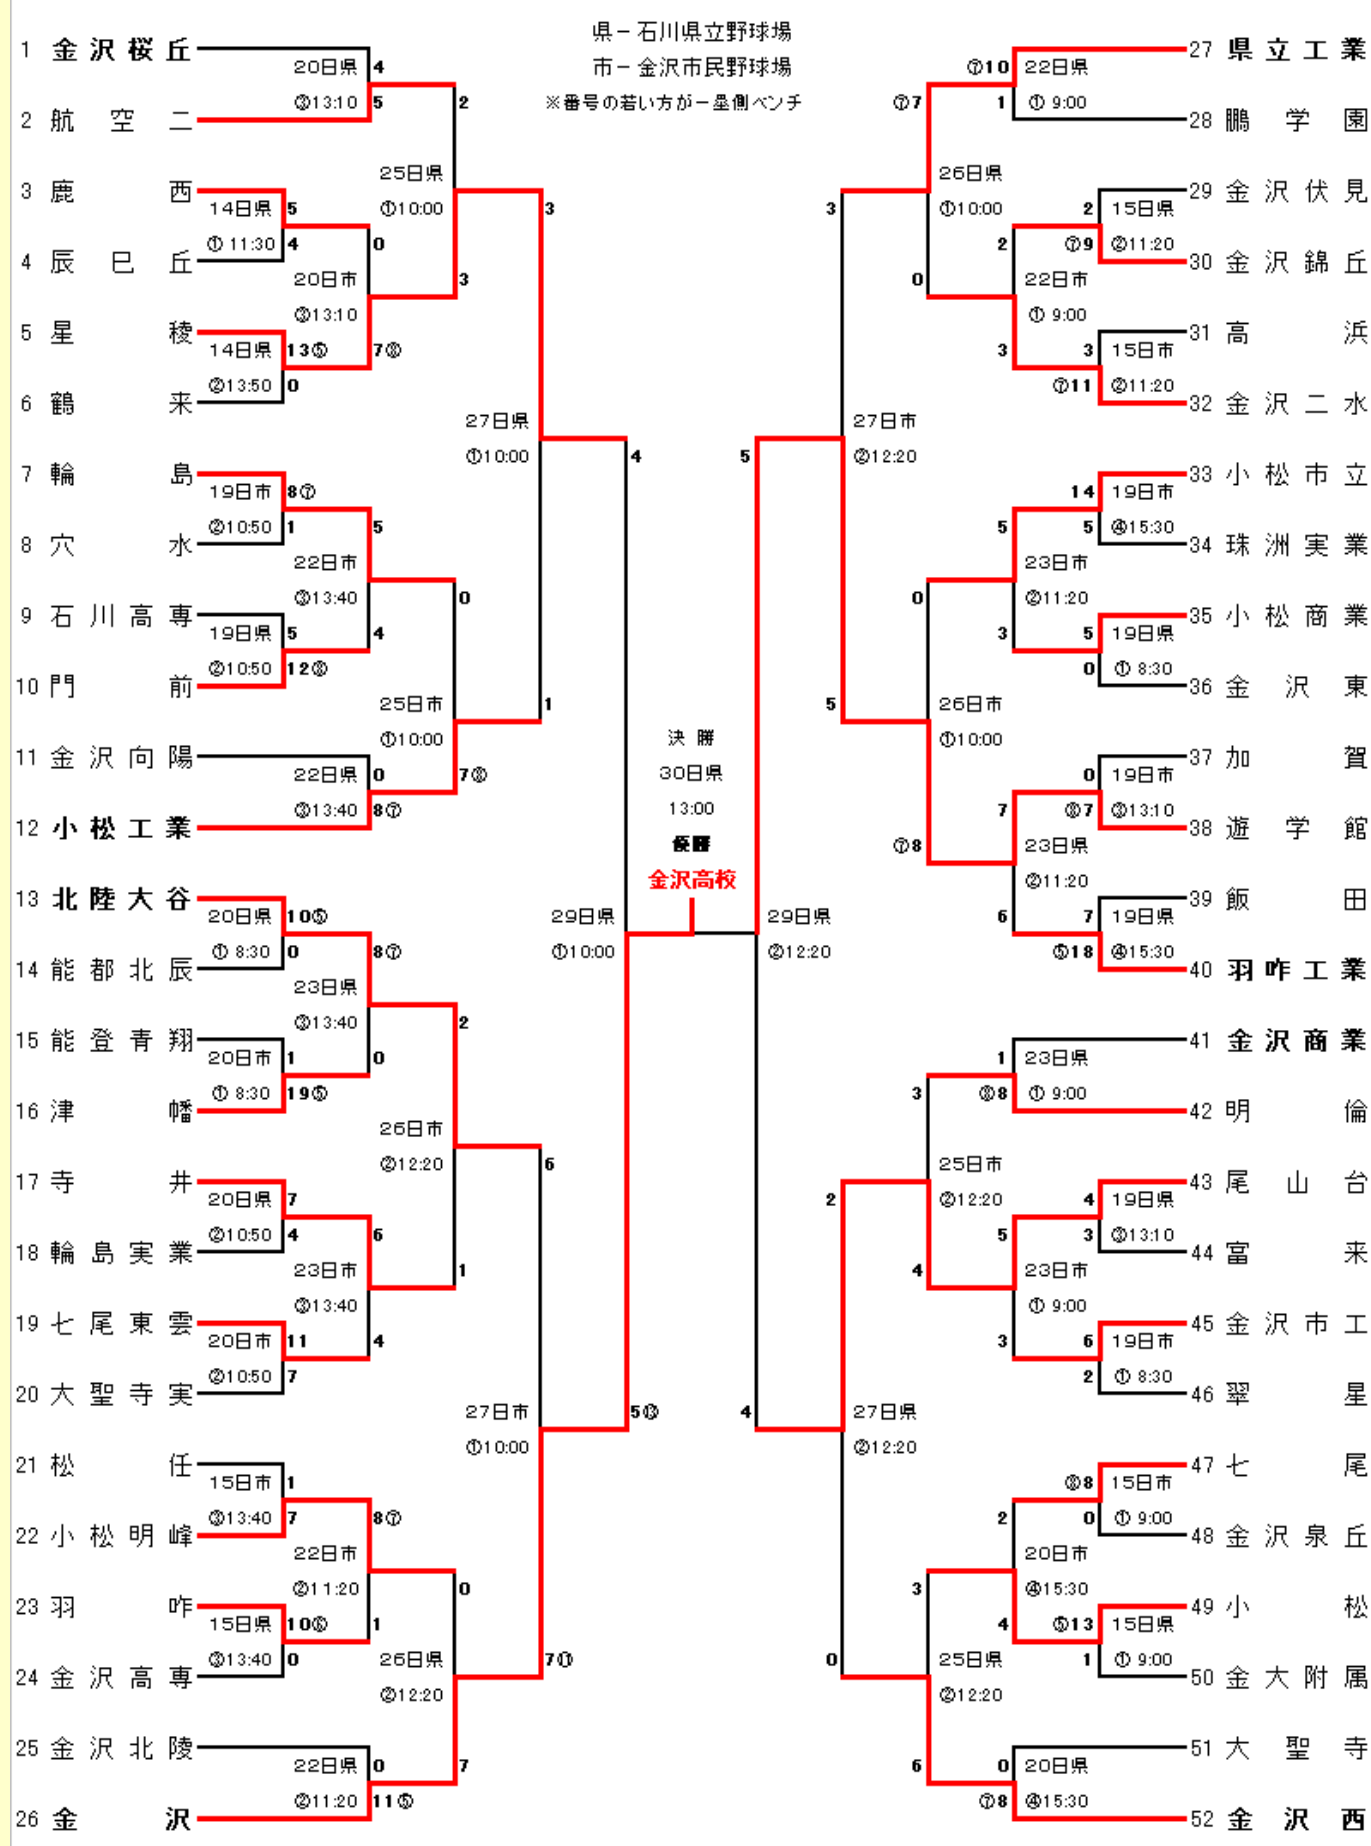 県－石川県立野球場
市－金沢市民野球場
※番号の若い方が一塁側ベンチ
1 金沢桜丘
20日県 4
③13:10 5
2 航空二
2
25日県
①10:00
3
3 鹿西
14日県 5
① 11:30 4
4 辰巳丘
0
20日市
③13:10
7⑧
5 星稜
14日県 13⑤
②13:50 0
6 鶴来
3
27日県
①10:00
1
7 輪島
19日市 8⑦
②10:50 1
8 穴水
5
22日市
③13:40
4
9 石川高専
19日県 5
②10:50 12⑧
10 門前
0
25日市
①10:00
7⑧
11 金沢向陽
22日県 0
③13:40 8⑦
12 小松工業
4
29日県
①10:00
5⑬
13 北陸大谷
20日県 10⑤
① 8:30 0
14 能都北辰
8⑦
23日県
③13:40
0
15 能登青翔
20日市 1
① 8:30 19⑤
16 津幡
2
26日市
②12:20
1
17 寺井
20日県 7
②10:50 4
18 輪島実業
6
23日市
③13:40
4
19 七尾東雲
20日市 11
②10:50 7
20 大聖寺実
6
27日市
①10:00
7⑪
21 松任
15日市 1
③13:40 7
22 小松明峰
8⑦
22日市
②11:20
1
23 羽咋
15日県 10⑥
③13:40 0
24 金沢高専
0
26日県
②12:20
7
25 金沢北陵
22日県 0
②11:20 11⑤
26 金沢
決勝
30日県
13:00
優勝
金沢高校
27 県立工業
⑦10 22日県
1 ① 9:00
28 鵬学園
⑦7
26日県
①10:00
0
29 金沢伏見
2 15日県
⑦9 ②11:20
30 金沢錦丘
2
22日市
① 9:00
3
31 高浜
3 15日市
⑦11 ②11:20
32 金沢二水
3
27日市
②12:20
5
33 小松市立
14 19日市
5 ④15:30
34 珠洲実業
5
23日市
②11:20
3
35 小松商業
5 19日県
0 ① 8:30
36 金沢東
0
26日市
①10:00
⑦8
37 加賀
0 19日市
⑧7 ③13:10
38 遊学館
7
23日県
②11:20
6
39 飯田
7 19日県
⑤18 ④15:30
40 羽咋工業
5
29日県
②12:20
4
41 金沢商業
1 23日県
⑧8 ① 9:00
42 明倫
3
25日市
②12:20
4
43 尾山台
4 19日県
3 ③13:10
44 富来
5
23日市
① 9:00
3
45 金沢市工
6 19日市
2 ① 8:30
46 翠星
2
27日県
②12:20
0
47 七尾
⑧8 15日市
0 ① 9:00
48 金沢泉丘
2
20日市
④15:30
4
49 小松
⑤13 15日県
1 ① 9:00
50 金大附属
3
25日県
②12:20
6
51 大聖寺
0 20日県
⑦8 ④15:30
52 金沢西